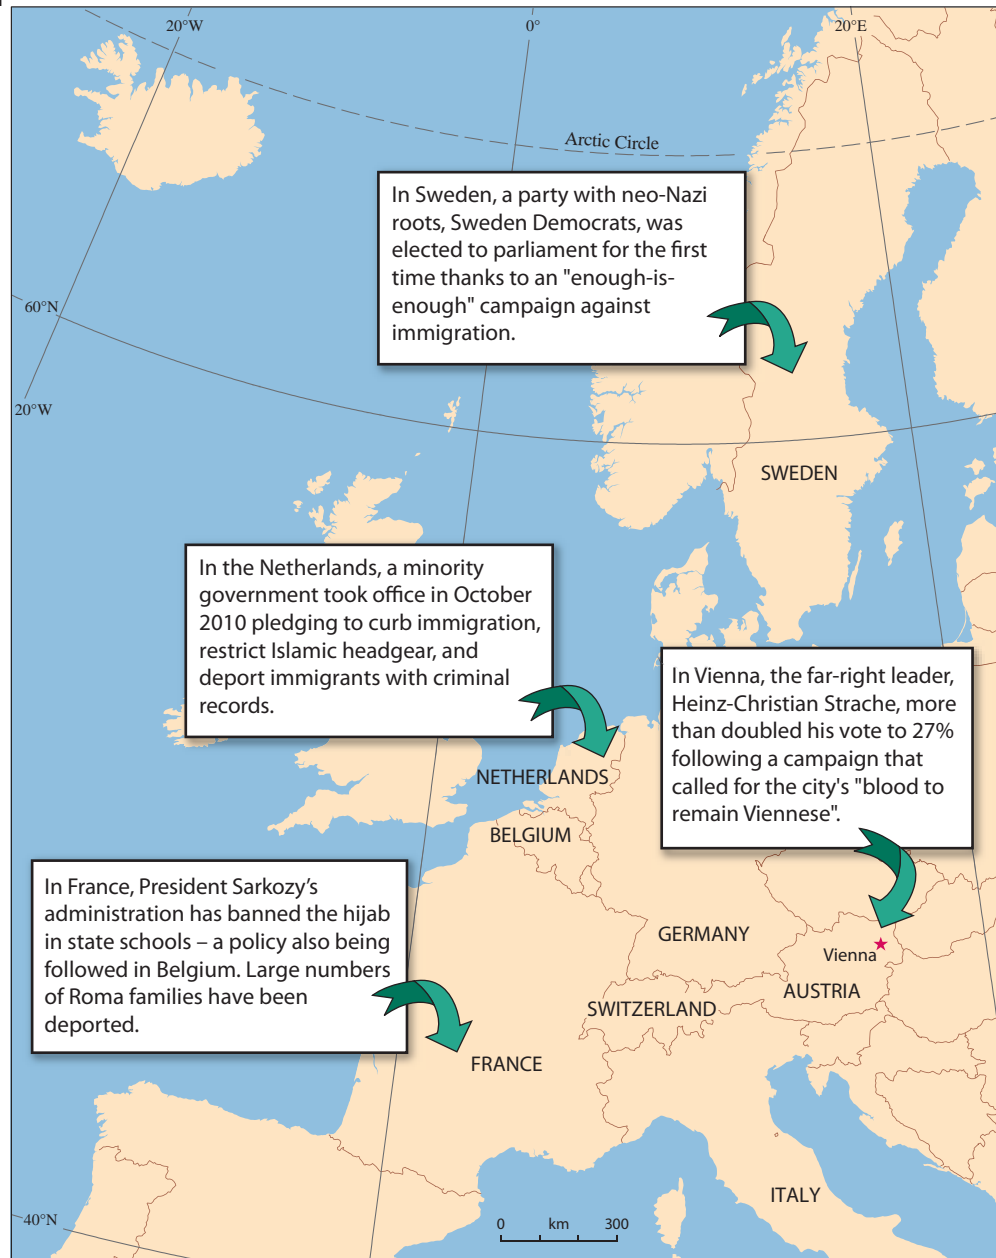 20°W
0°
20°E
Arctic Circle
In Sweden, a party with neo-Nazi
roots, Sweden Democrats, was
elected to parliament for the first
time thanks to an "enough-is-
enough" campaign against
immigration.
60°N
20°W
SWEDEN
In the Netherlands, a minority
government took office in October
2010 pledging to curb immigration,
restrict Islamic headgear, and
deport immigrants with criminal
records.
In Vienna, the far-right leader,
Heinz-Christian Strache, more
than doubled his vote to 27%
following a campaign that
called for the city's "blood to
remain Viennese".
NETHERLANDS
BELGIUM
In France, President Sarkozy’s
administration has banned the hijab
in state schools – a policy also being
followed in Belgium. Large numbers
of Roma families have been
deported.
GERMANY
Vienna
AUSTRIA
SWITZERLAND
FRANCE
ITALY
40°N
0 km 300